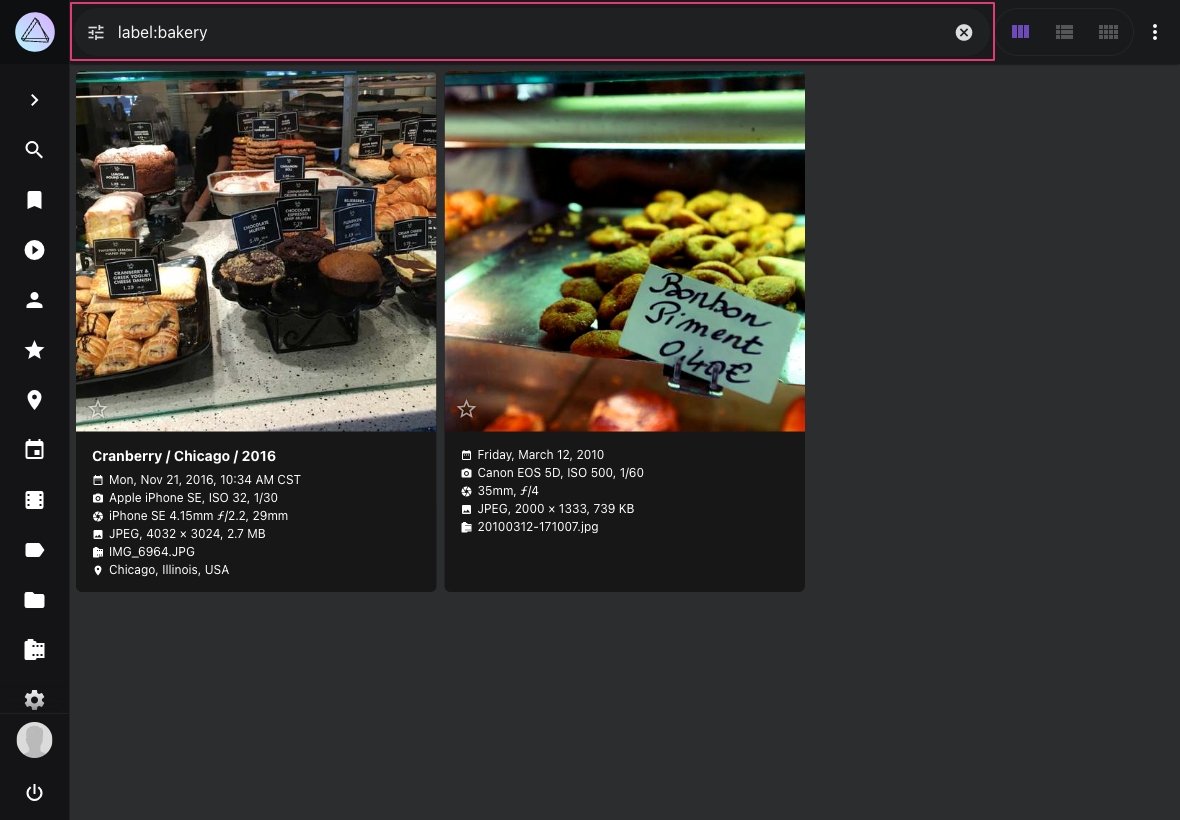 label:bakery
LEMON
POUND CAKE
CINNAMON
ROLL
CHOCOLATE
MUFFIN
CHOCOLATE
ESPRESSO
CHIP MUFFIN
BLUEBERRY
MUFFIN
PUMPKIN
MUFFIN
CRANBERRY &
GREEK YOGURT
CHEESE DANISH
1.29
Bonbon
Piment
0,40€
Cranberry / Chicago / 2016
Mon, Nov 21, 2016, 10:34 AM CST
Apple iPhone SE, ISO 32, 1/30
iPhone SE 4.15mm ƒ/2.2, 29mm
JPEG, 4032 × 3024, 2.7 MB
IMG_6964.JPG
Chicago, Illinois, USA
Friday, March 12, 2010
Canon EOS 5D, ISO 500, 1/60
35mm, ƒ/4
JPEG, 2000 × 1333, 739 KB
20100312-171007.jpg